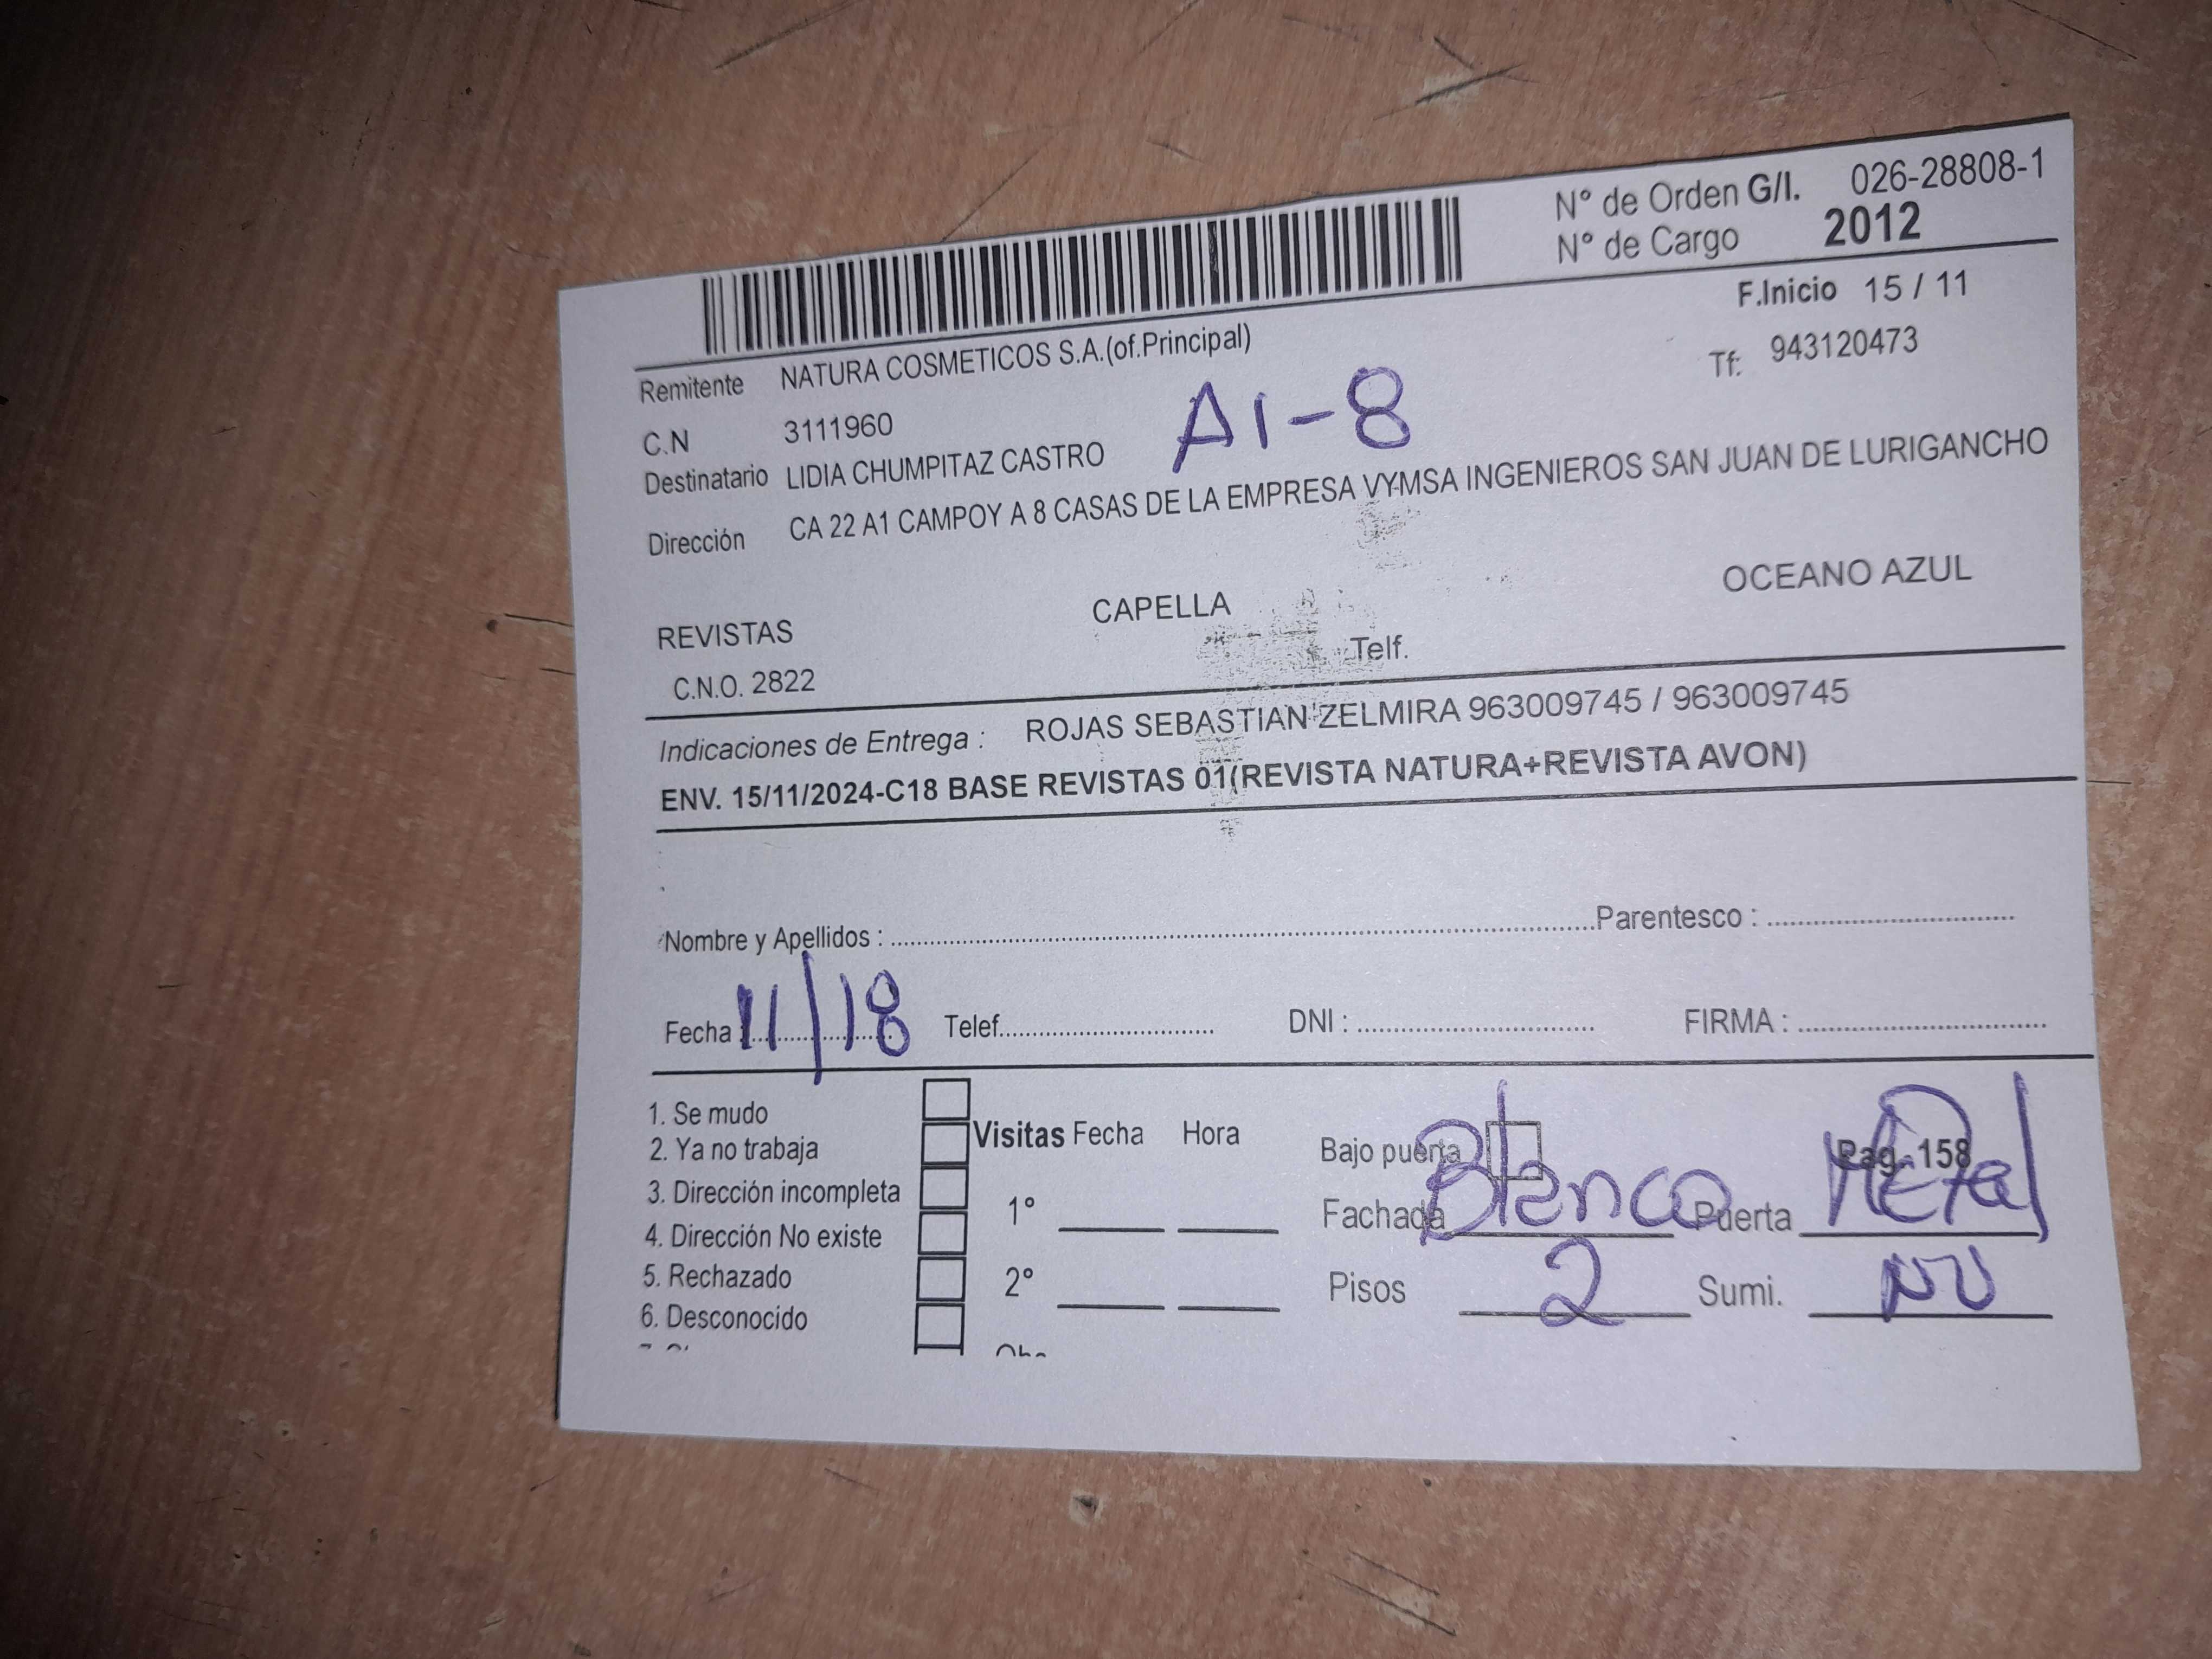 N° de Orden G/I. 026-28808-1
N° de Cargo 2012
F.Inicio 15 / 11
Remitente NATURA COSMETICOS S.A.(of.Principal)
Tf: 943120473
C.N 3111960
A1-8
Destinatario LIDIA CHUMPITAZ CASTRO
Dirección CA 22 A1 CAMPOY A 8 CASAS DE LA EMPRESA VYMSA INGENIEROS SAN JUAN DE LURIGANCHO
REVISTAS CAPELLA OCEANO AZUL
C.N.O. 2822 Telf.
Indicaciones de Entrega : ROJAS SEBASTIAN ZELMIRA 963009745 / 963009745
ENV. 15/11/2024-C18 BASE REVISTAS 01(REVISTA NATURA+REVISTA AVON)
Nombre y Apellidos : Parentesco :
Fecha : 11/18 Telef. DNI : FIRMA :
1. Se mudo
2. Ya no trabaja
3. Dirección incompleta
4. Dirección No existe
5. Rechazado
6. Desconocido
Visitas Fecha Hora
1°
2°
Bajo puerta Pag.-158
Fachada Blanco Puerta Metal
Pisos 2 Sumi. NO